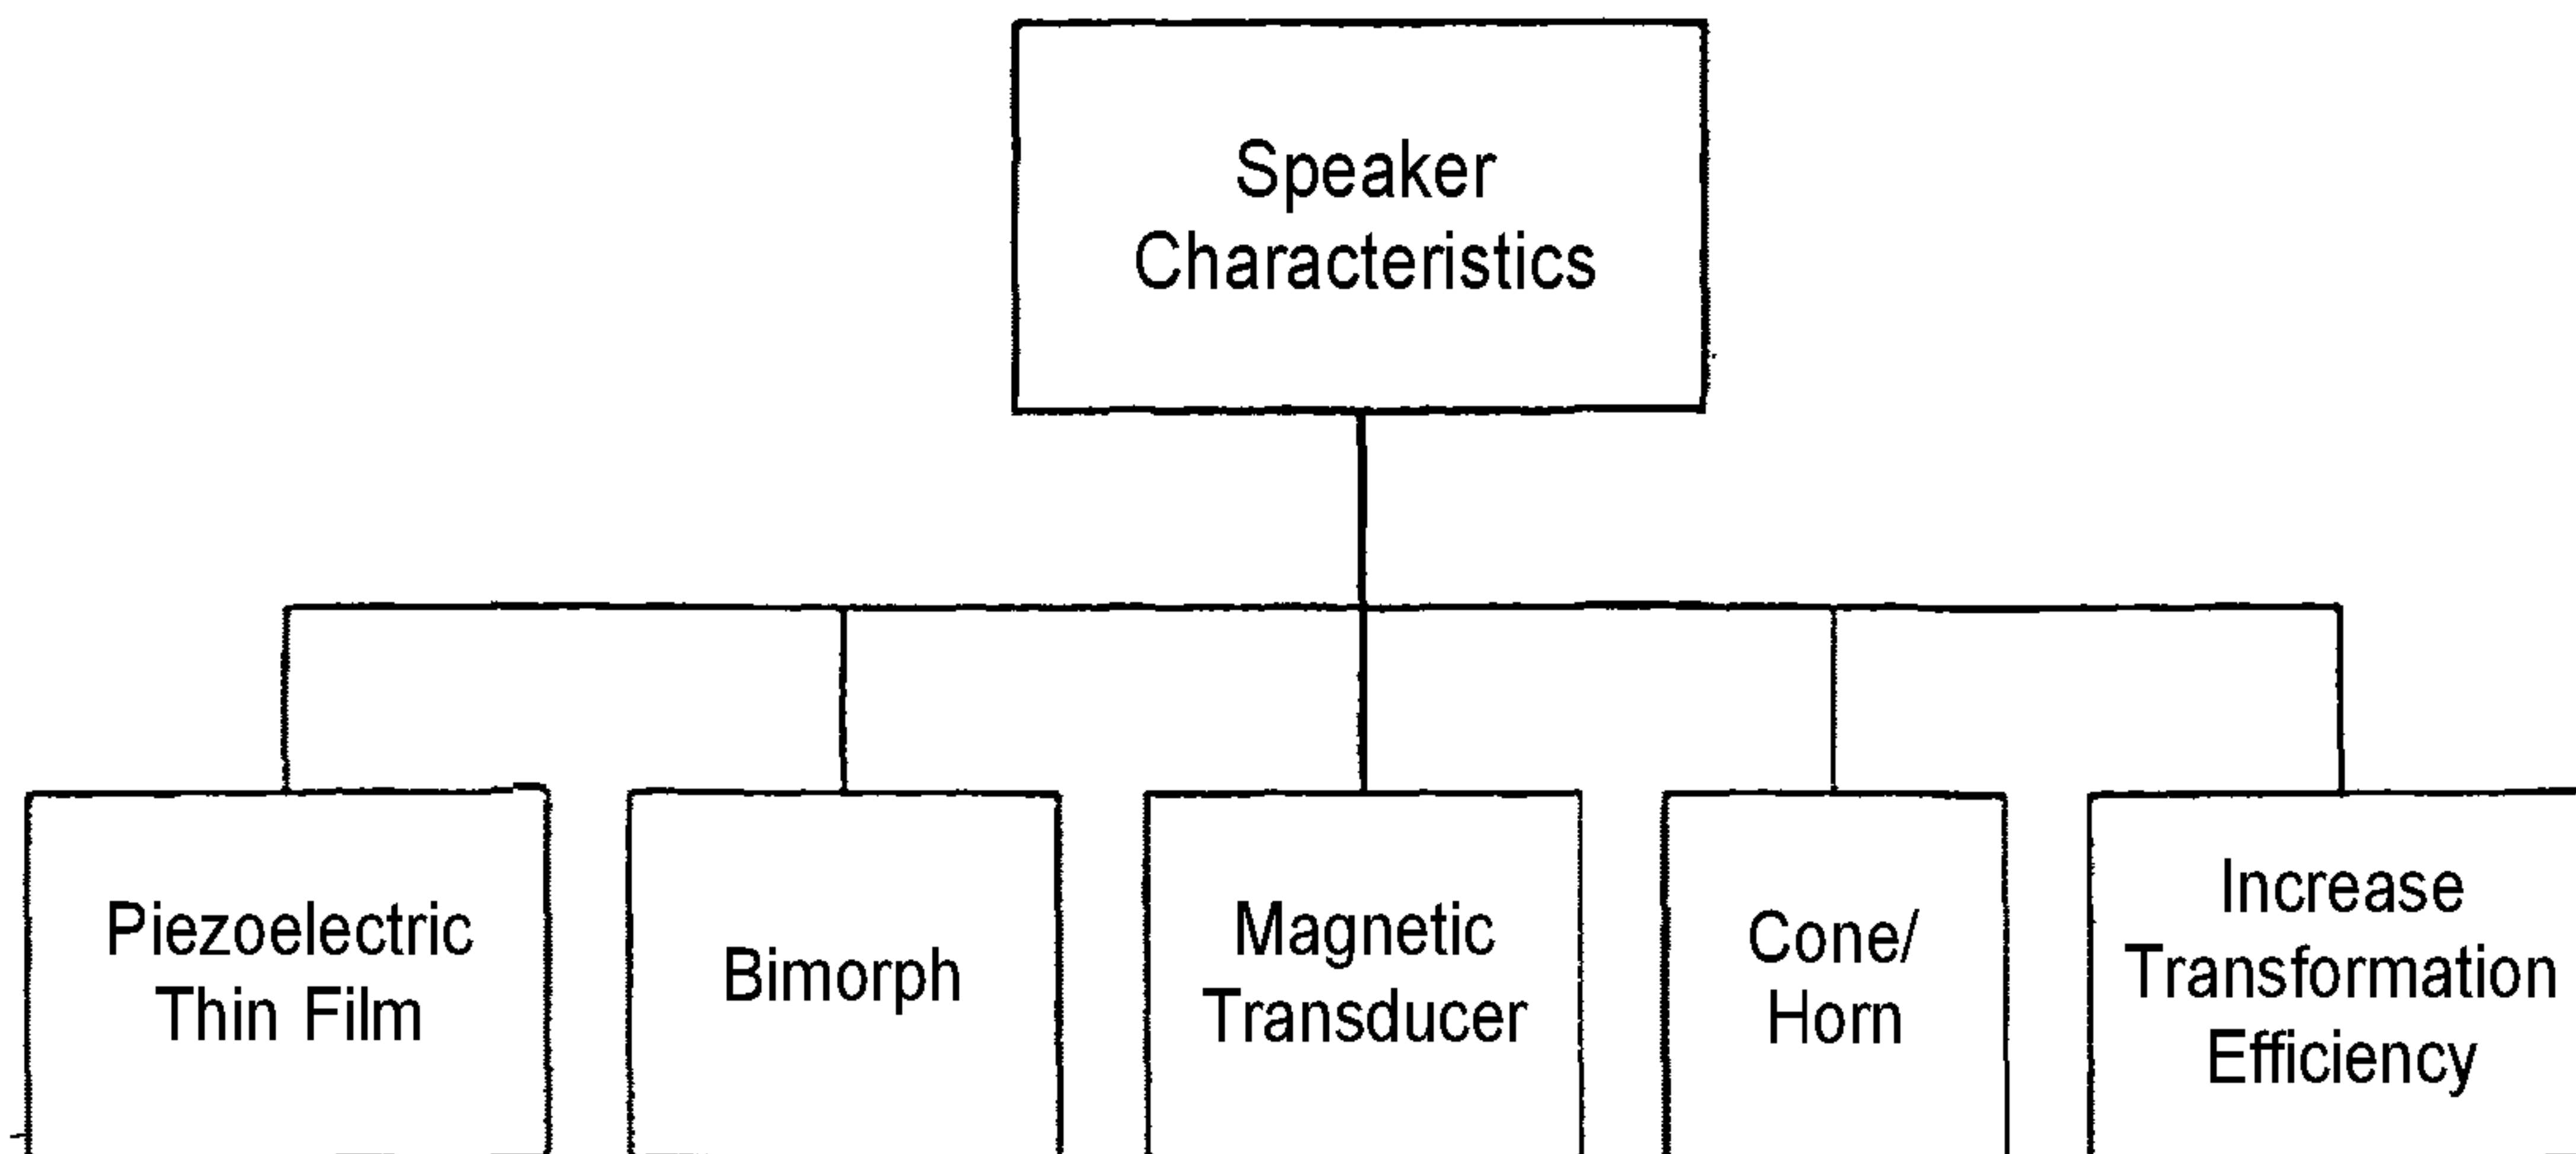 Speaker
Characteristics
Piezoelectric
Thin Film
Bimorph
Magnetic
Transducer
Cone/
Horn
Increase
Transformation
Efficiency